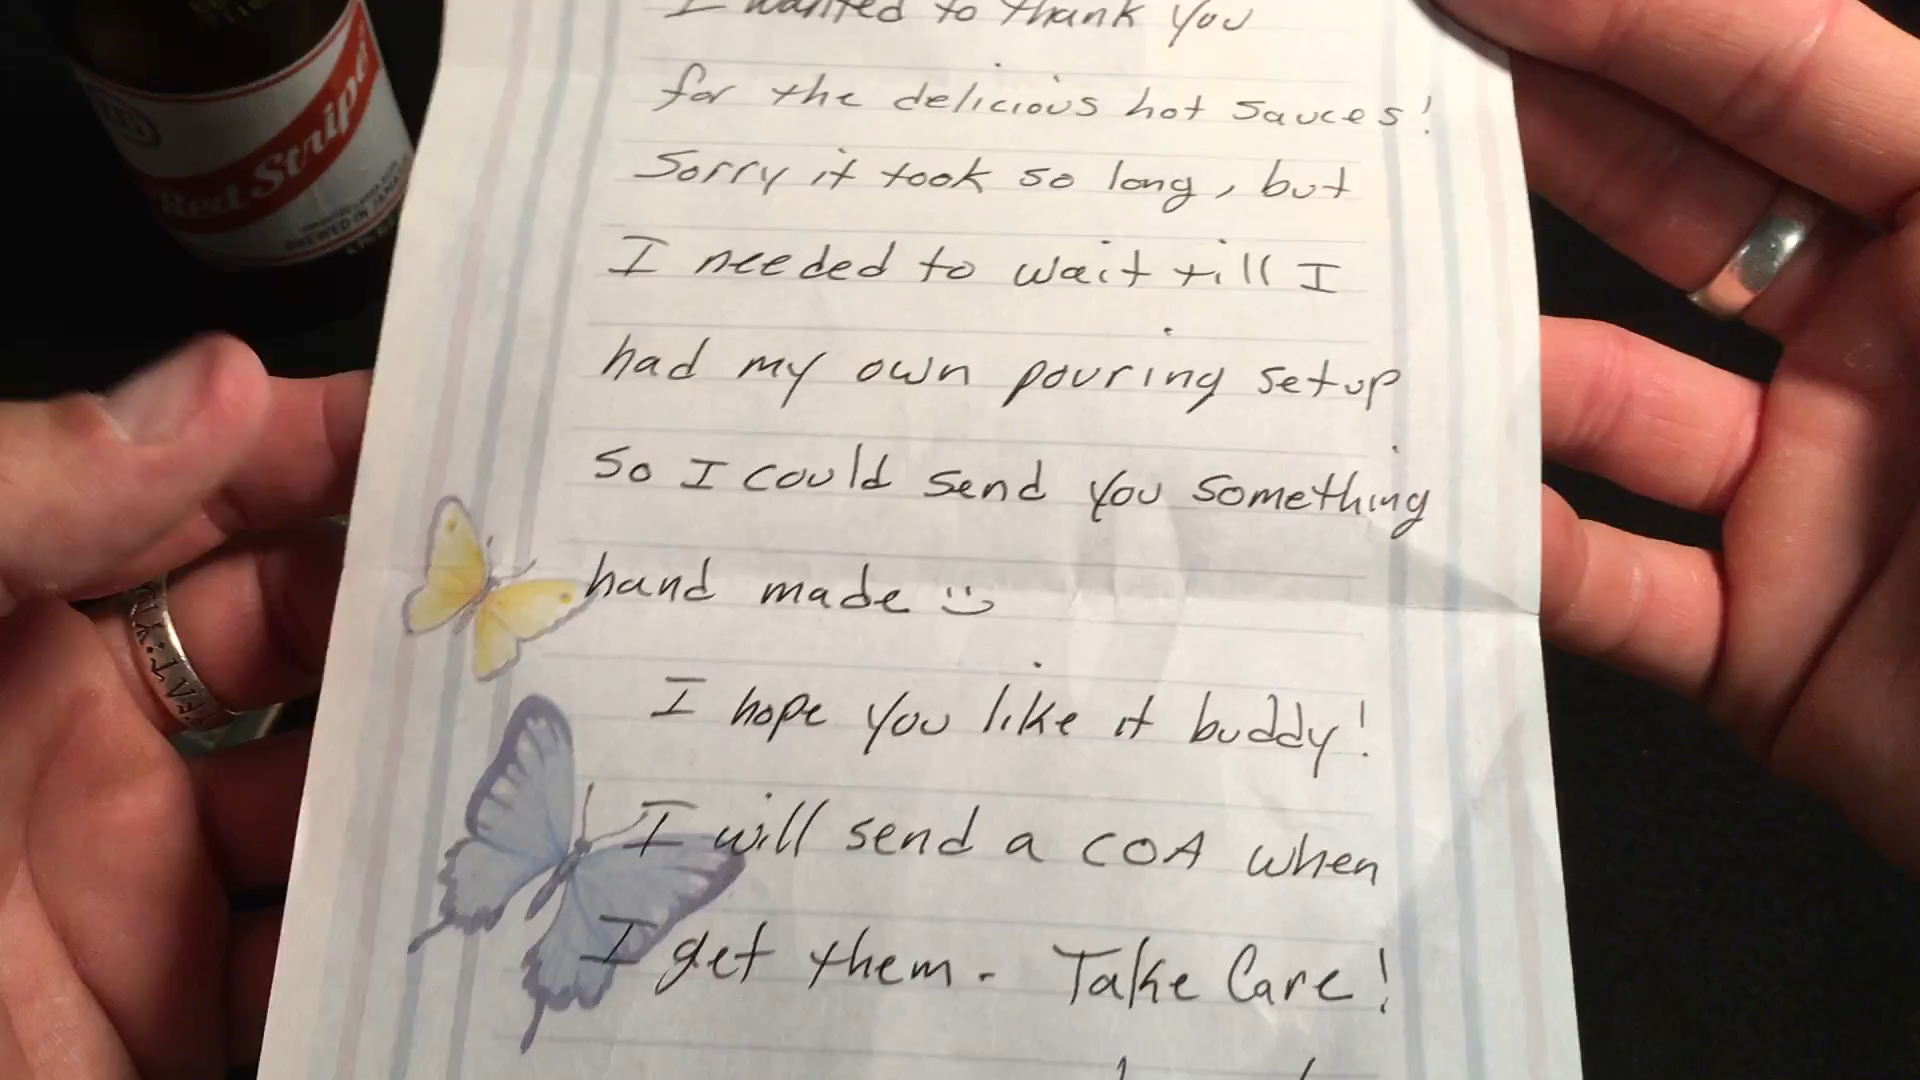 I wanted to thank you
for the delicious hot sauces!
Sorry it took so long, but
I needed to wait till I
had my own pouring setup
so I could send you something
hand made :)
I hope you like it buddy!
I will send a COA when
I get them. Take Care!
Red Stripe
BREWED IN